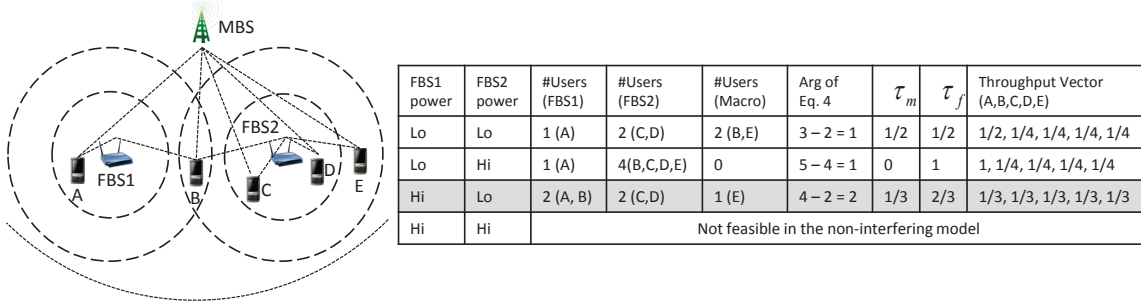 MBS
FBS2
FBS1
A
B
C
D
E
FBS1 power FBS2 power #Users (FBS1) #Users (FBS2) #Users (Macro) Arg of Eq. 4 τm τf Throughput Vector (A,B,C,D,E)
Lo Lo 1 (A) 2 (C,D) 2 (B,E) 3 – 2 = 1 1/2 1/2 1/2, 1/4, 1/4, 1/4, 1/4
Lo Hi 1 (A) 4(B,C,D,E) 0 5 – 4 = 1 0 1 1, 1/4, 1/4, 1/4, 1/4
Hi Lo 2 (A, B) 2 (C,D) 1 (E) 4 – 2 = 2 1/3 2/3 1/3, 1/3, 1/3, 1/3, 1/3
Hi Hi Not feasible in the non-interfering model